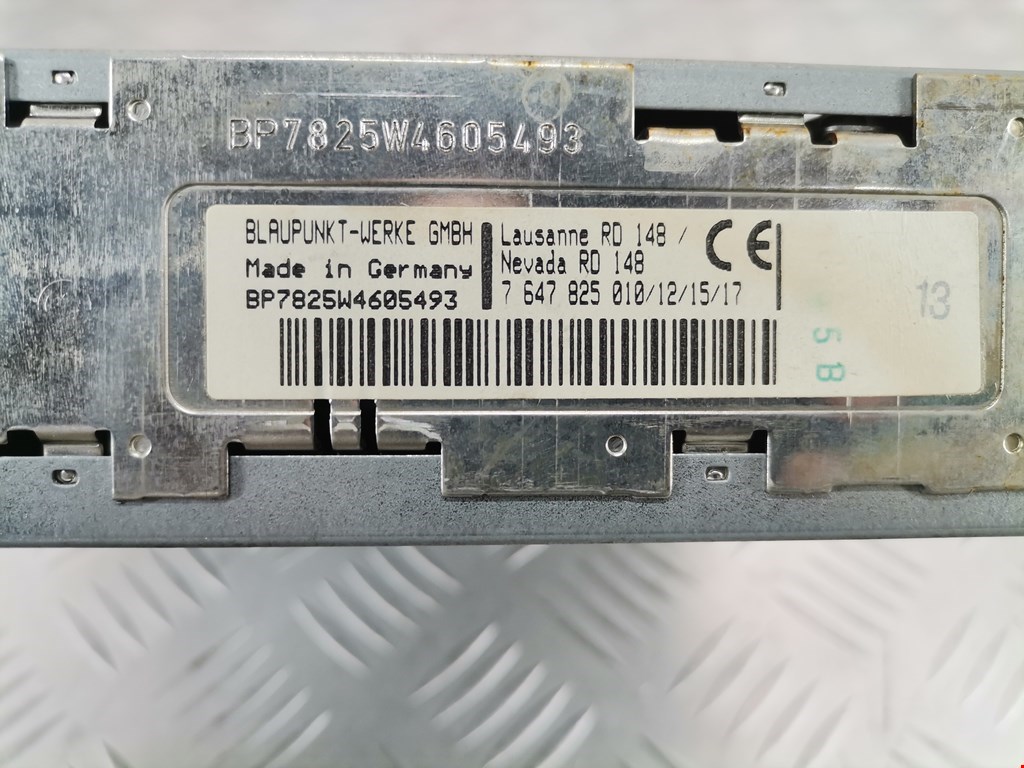 BP7825W4605493
BLAUPUNKT-WERKE GMBH
Made in Germany
BP7825W4605493
Lausanne RD 148 /
Nevada RD 148
7 647 825 010/12/15/17
CE
13
5 B